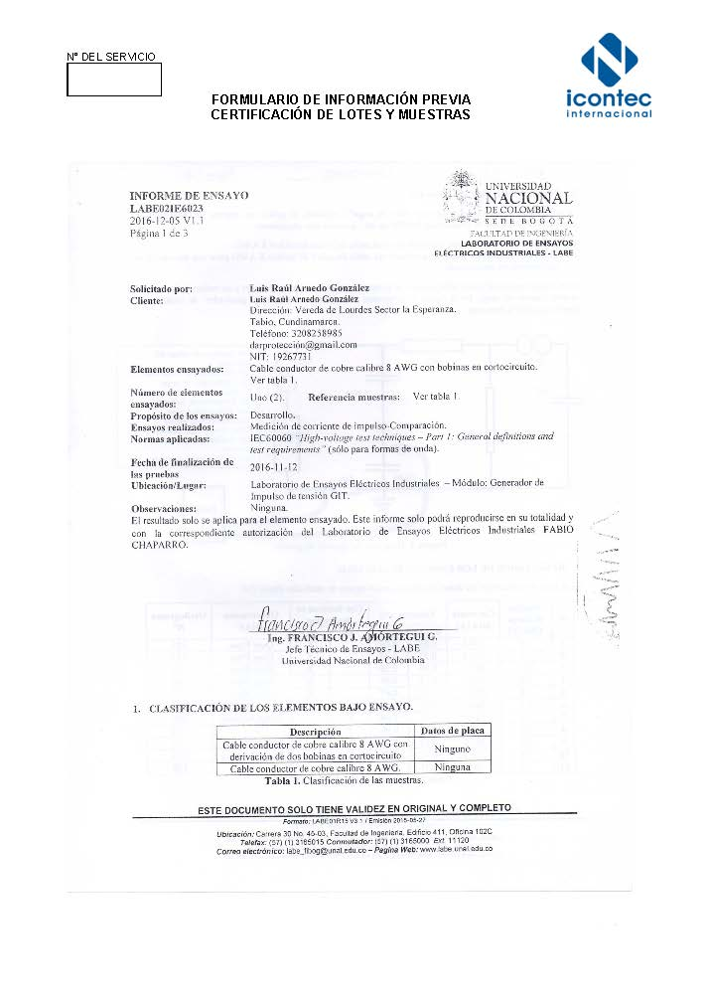 N° DEL SERVICIO
FORMULARIO DE INFORMACIÓN PREVIA
CERTIFICACIÓN DE LOTES Y MUESTRAS
icontec
internacional
INFORME DE ENSAYO
LABE021E6023
2016-12-05 V1.1
Página 1 de 3
UNIVERSIDAD
NACIONAL
DE COLOMBIA
SEDE BOGOTÁ
FACULTAD DE INGENIERÍA
LABORATORIO DE ENSAYOS
ELÉCTRICOS INDUSTRIALES - LABE
Solicitado por: Luis Raúl Arnedo González
Cliente: Luis Raúl Arnedo González
Dirección: Vereda de Lourdes Sector la Esperanza.
Tabio, Cundinamarca.
Teléfono: 3208258985
darprotección@gmail.com
NIT: 19267731
Elementos ensayados: Cable conductor de cobre calibre 8 AWG con bobinas en cortocircuito.
Ver tabla 1.
Número de elementos ensayados: Uno (2). Referencia muestras: Ver tabla 1.
Propósito de los ensayos: Desarrollo.
Ensayos realizados: Medición de corriente de impulso-Comparación.
Normas aplicadas: IEC60060 "High-voltage test techniques – Part 1: General definitions and
test requirements" (sólo para formas de onda).
Fecha de finalización de las pruebas 2016-11-12
Ubicación/Lugar: Laboratorio de Ensayos Eléctricos Industriales – Módulo: Generador de
Impulso de tensión GIT.
Observaciones: Ninguna.
El resultado solo se aplica para el elemento ensayado. Este informe solo podrá reproducirse en su totalidad y
con la correspondiente autorización del Laboratorio de Ensayos Eléctricos Industriales FABIO
CHAPARRO.
Francisco J Amórtegui G
Ing. FRANCISCO J. AMÓRTEGUI G.
Jefe Técnico de Ensayos - LABE
Universidad Nacional de Colombia
1. CLASIFICACIÓN DE LOS ELEMENTOS BAJO ENSAYO.
Descripción Datos de placa
Cable conductor de cobre calibre 8 AWG con
derivación de dos bobinas en cortocircuito Ninguno
Cable conductor de cobre calibre 8 AWG. Ninguna
Tabla 1. Clasificación de las muestras.
ESTE DOCUMENTO SOLO TIENE VALIDEZ EN ORIGINAL Y COMPLETO
Formato: LABE01R15 V3.1 / Emisión 2015-05-27
Ubicación: Carrera 30 No. 45-03, Facultad de Ingeniería, Edificio 411, Oficina 102C
Telefax: (57) (1) 3165015 Conmutador: (57) (1) 3165000 Ext. 11120
Correo electrónico: labe_fibog@unal.edu.co – Pagina Web: www.labe.unal.edu.co